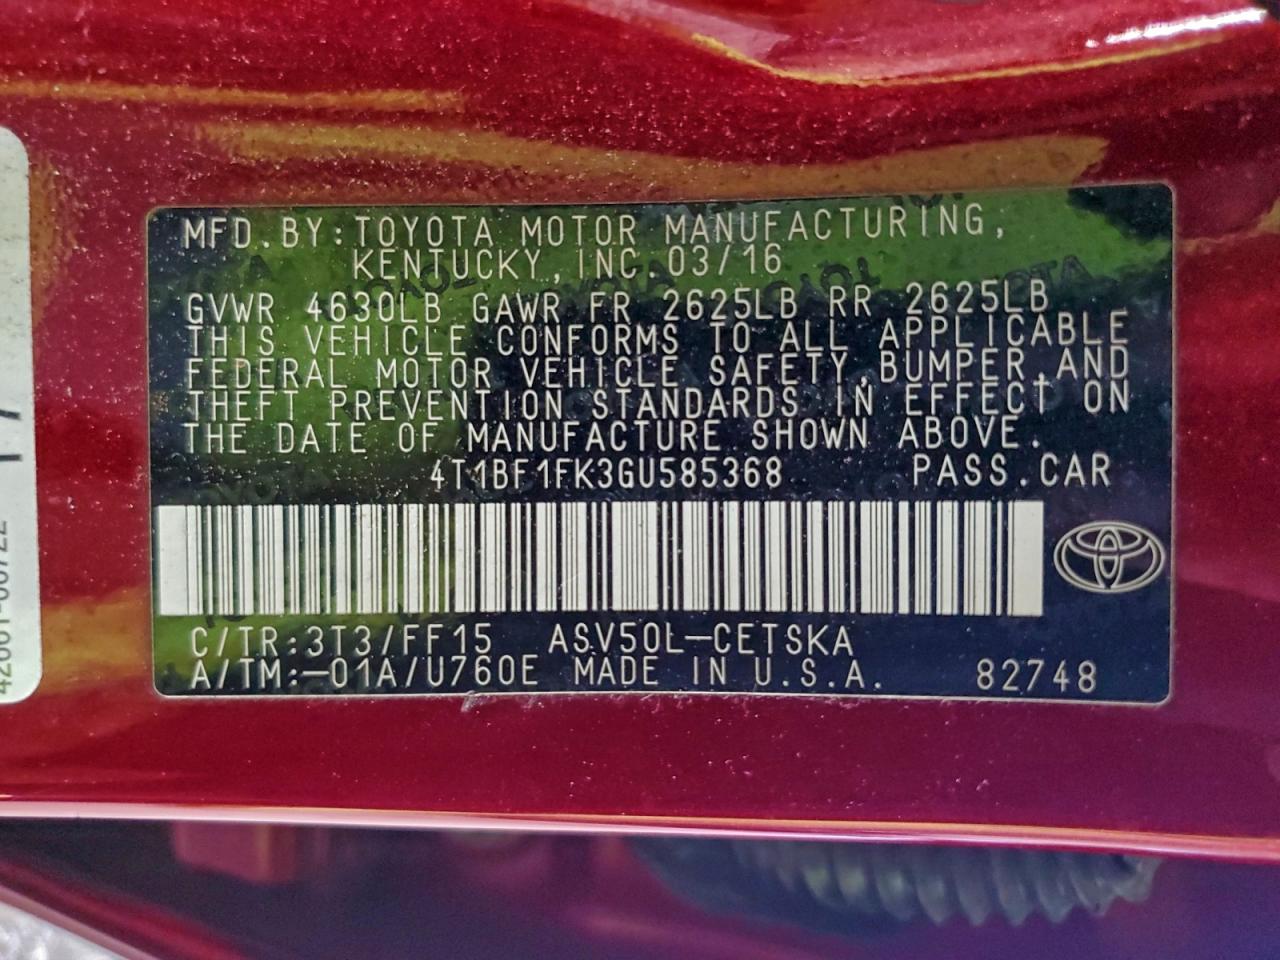 MFD.BY:TOYOTA MOTOR MANUFACTURING,
KENTUCKY, INC. 03/16
GVWR 4630LB GAWR FR 2625LB RR 2625LB
THIS VEHICLE CONFORMS TO ALL APPLICABLE
FEDERAL MOTOR VEHICLE SAFETY,BUMPER,AND
THEFT PREVENTION STANDARDS IN EFFECT ON
THE DATE OF MANUFACTURE SHOWN ABOVE.
4T1BF1FK3GU585368 PASS.CAR
C/TR:3T3/FF15 ASV50L-CETSKA
A/TM:-01A/U760E MADE IN U.S.A. 82748